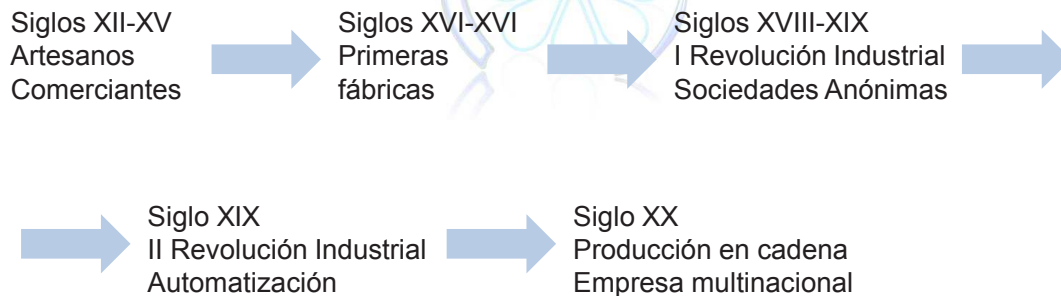 Siglos XII-XV
Artesanos
Comerciantes
Siglos XVI-XVI
Primeras
fábricas
Siglos XVIII-XIX
I Revolución Industrial
Sociedades Anónimas
Siglo XIX
II Revolución Industrial
Automatización
Siglo XX
Producción en cadena
Empresa multinacional